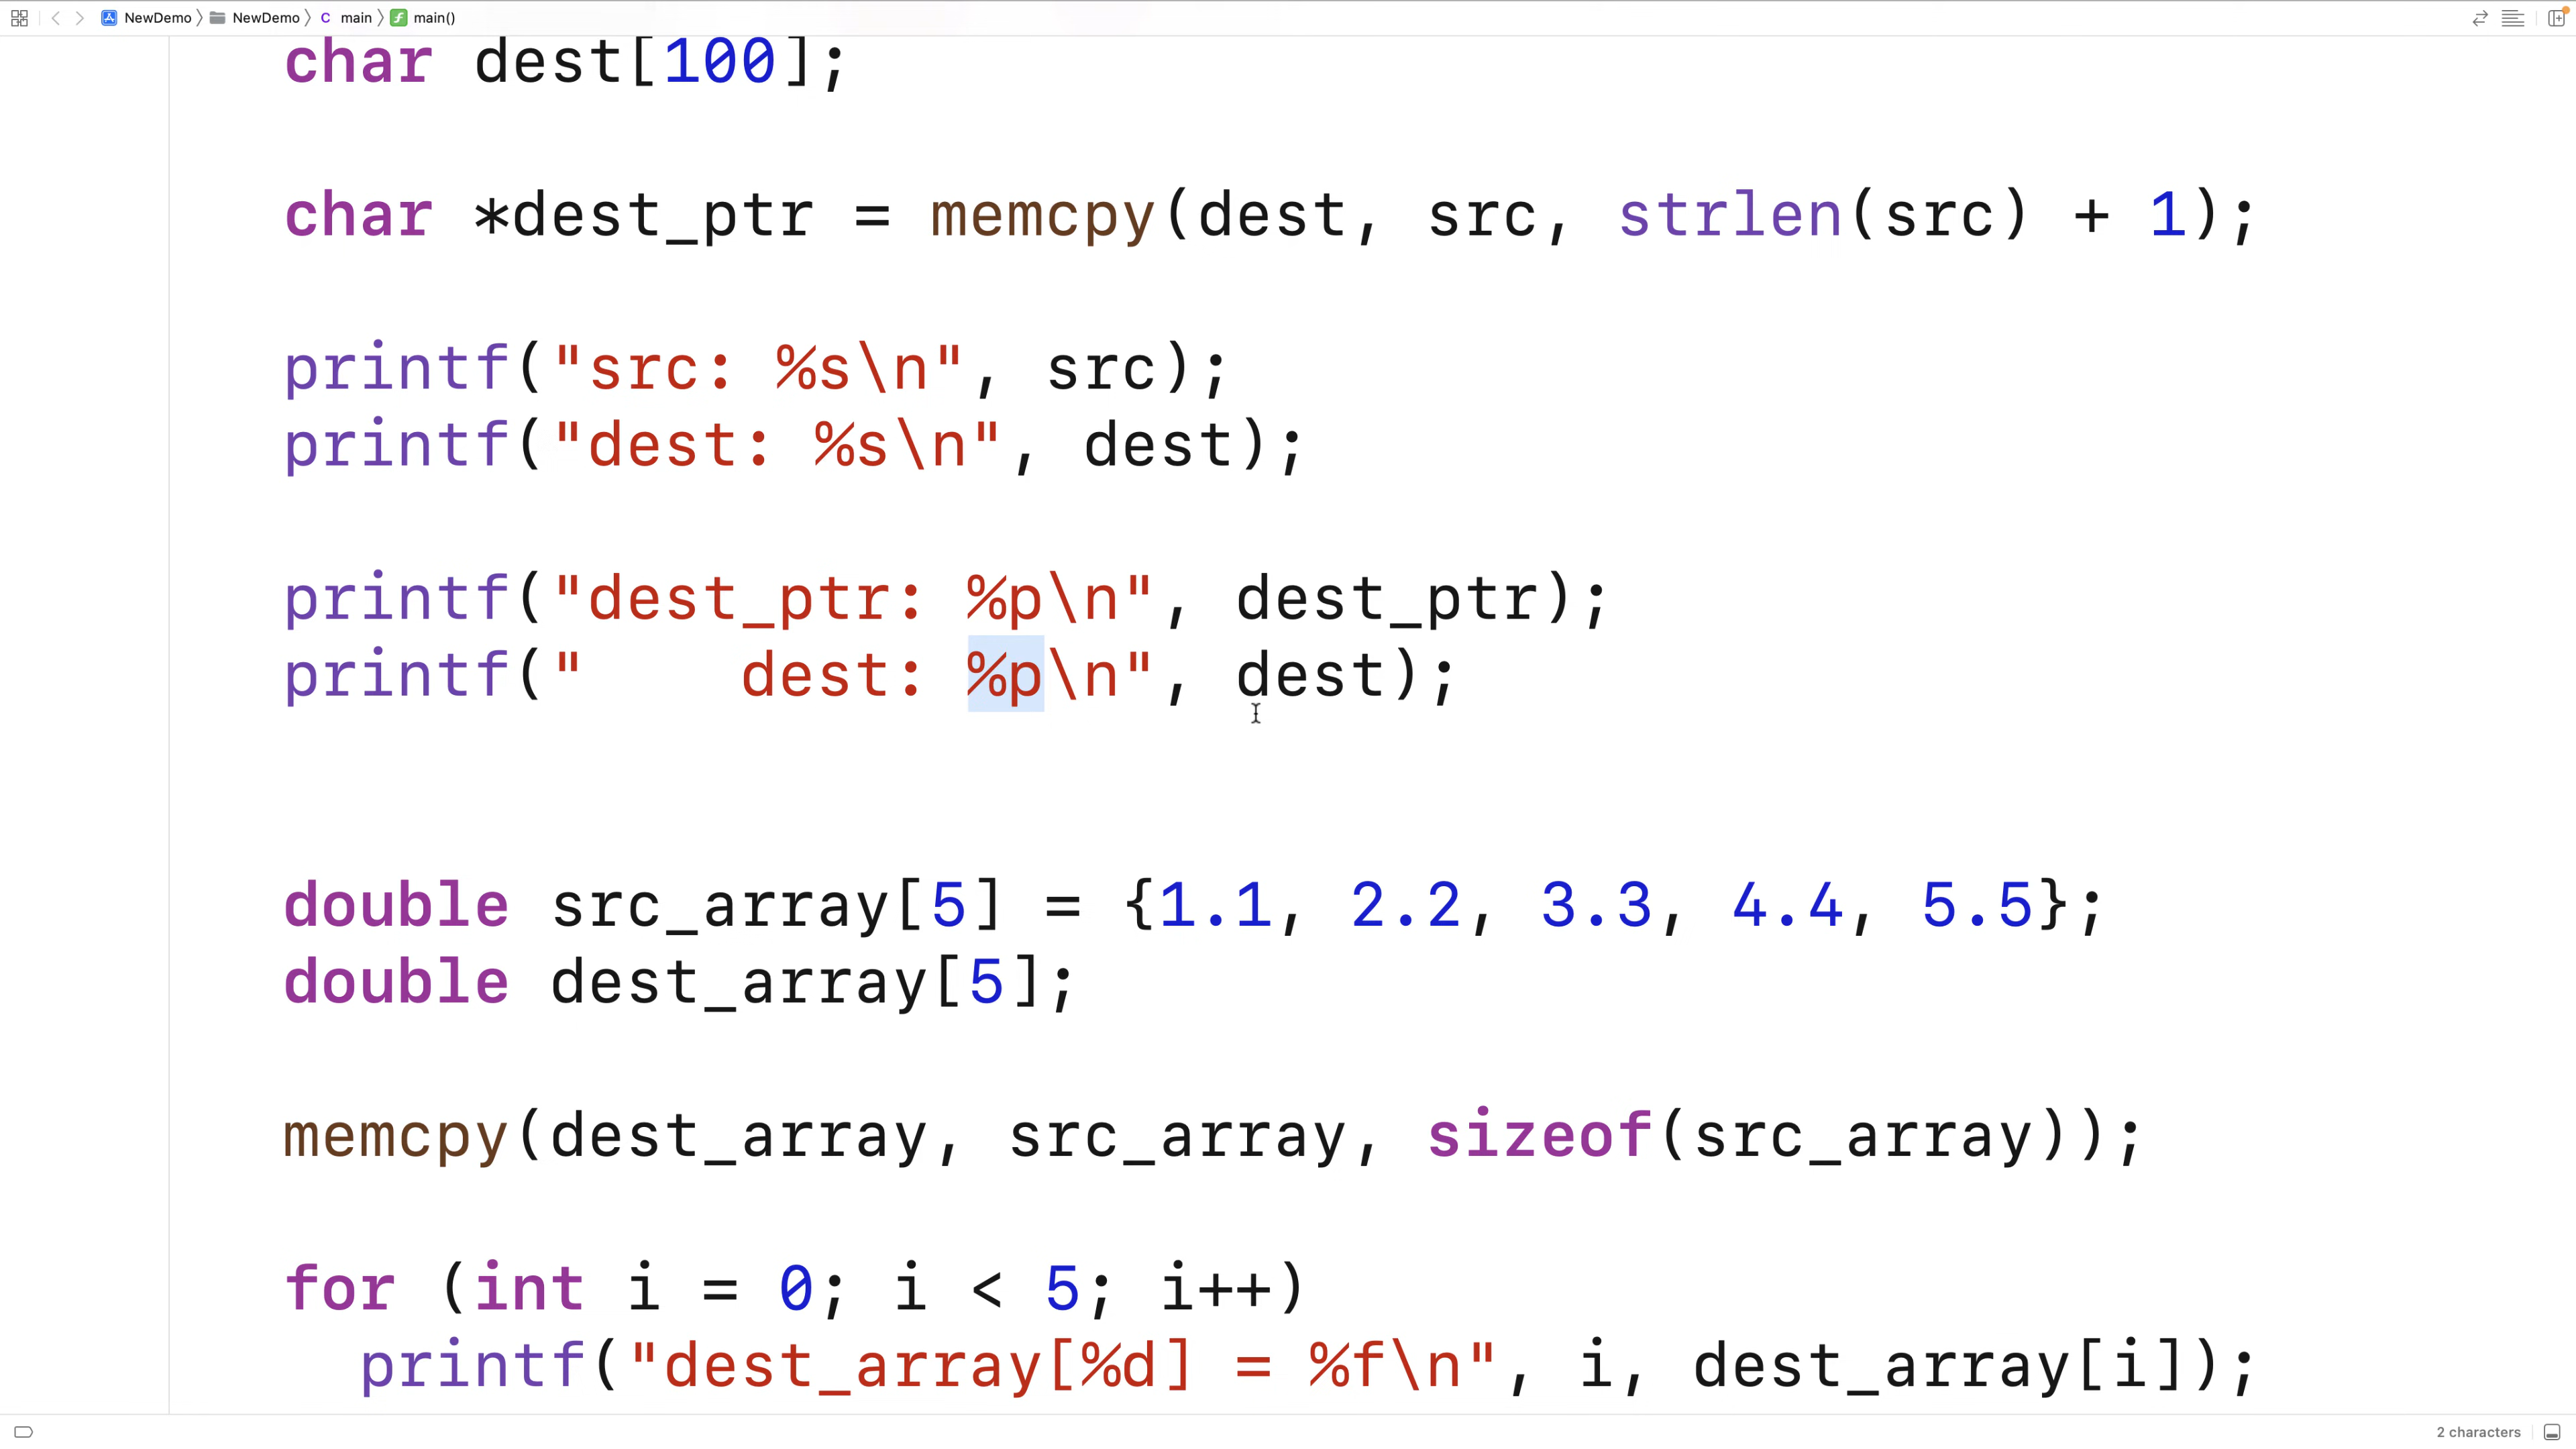 NewDemo NewDemo C main f main()
char dest[100];
char *dest_ptr = memcpy(dest, src, strlen(src) + 1);
printf("src: %s\n", src);
printf("dest: %s\n", dest);
printf("dest_ptr: %p\n", dest_ptr);
printf("    dest: %p\n", dest);
double src_array[5] = {1.1, 2.2, 3.3, 4.4, 5.5};
double dest_array[5];
memcpy(dest_array, src_array, sizeof(src_array));
for (int i = 0; i < 5; i++)
  printf("dest_array[%d] = %f\n", i, dest_array[i]);
2 characters